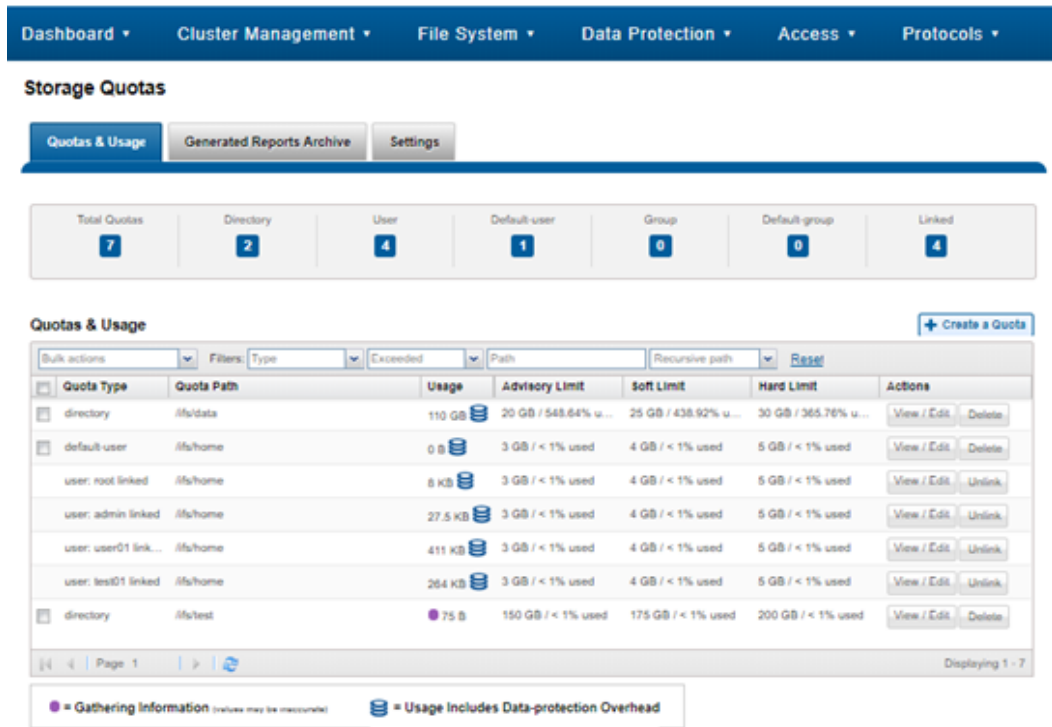 Dashboard Cluster Management File System Data Protection Access Protocols
Storage Quotas
Quotas & Usage Generated Reports Archive Settings
Total Quotas Directory User Default-user Group Default-group Linked
7 2 4 1 0 0 4
Quotas & Usage + Create a Quota
Bulk actions Filters: Type Exceeded Path Recursive path Reset
Quota Type Quota Path Usage Advisory Limit Soft Limit Hard Limit Actions
directory /ifs/data 110 GB 20 GB / 548.64% u... 25 GB / 438.92% u... 30 GB / 365.76% u... View / Edit Delete
default-user /ifs/home 0 B 3 GB / < 1% used 4 GB / < 1% used 5 GB / < 1% used View / Edit Delete
user: root linked /ifs/home 8 KB 3 GB / < 1% used 4 GB / < 1% used 5 GB / < 1% used View / Edit Unlink
user: admin linked /ifs/home 27.5 KB 3 GB / < 1% used 4 GB / < 1% used 5 GB / < 1% used View / Edit Unlink
user: user01 link... /ifs/home 411 KB 3 GB / < 1% used 4 GB / < 1% used 5 GB / < 1% used View / Edit Unlink
user: test01 linked /ifs/home 264 KB 3 GB / < 1% used 4 GB / < 1% used 5 GB / < 1% used View / Edit Unlink
directory /ifs/test 75 B 150 GB / < 1% used 175 GB / < 1% used 200 GB / < 1% used View / Edit Delete
Page 1 Displaying 1 - 7
= Gathering Information (values may be inaccurate) = Usage Includes Data-protection Overhead